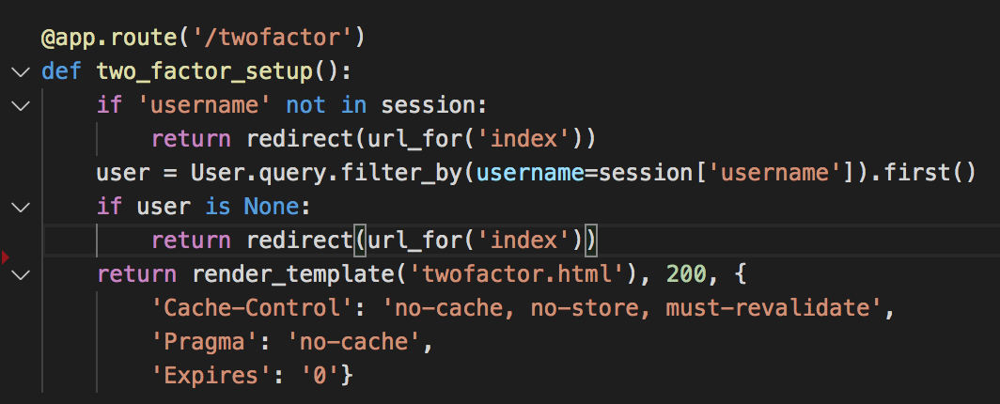 @app.route('/twofactor')
def two_factor_setup():
    if 'username' not in session:
        return redirect(url_for('index'))
    user = User.query.filter_by(username=session['username']).first()
    if user is None:
        return redirect(url_for('index'))
    return render_template('twofactor.html'), 200, {
        'Cache-Control': 'no-cache, no-store, must-revalidate',
        'Pragma': 'no-cache',
        'Expires': '0'}